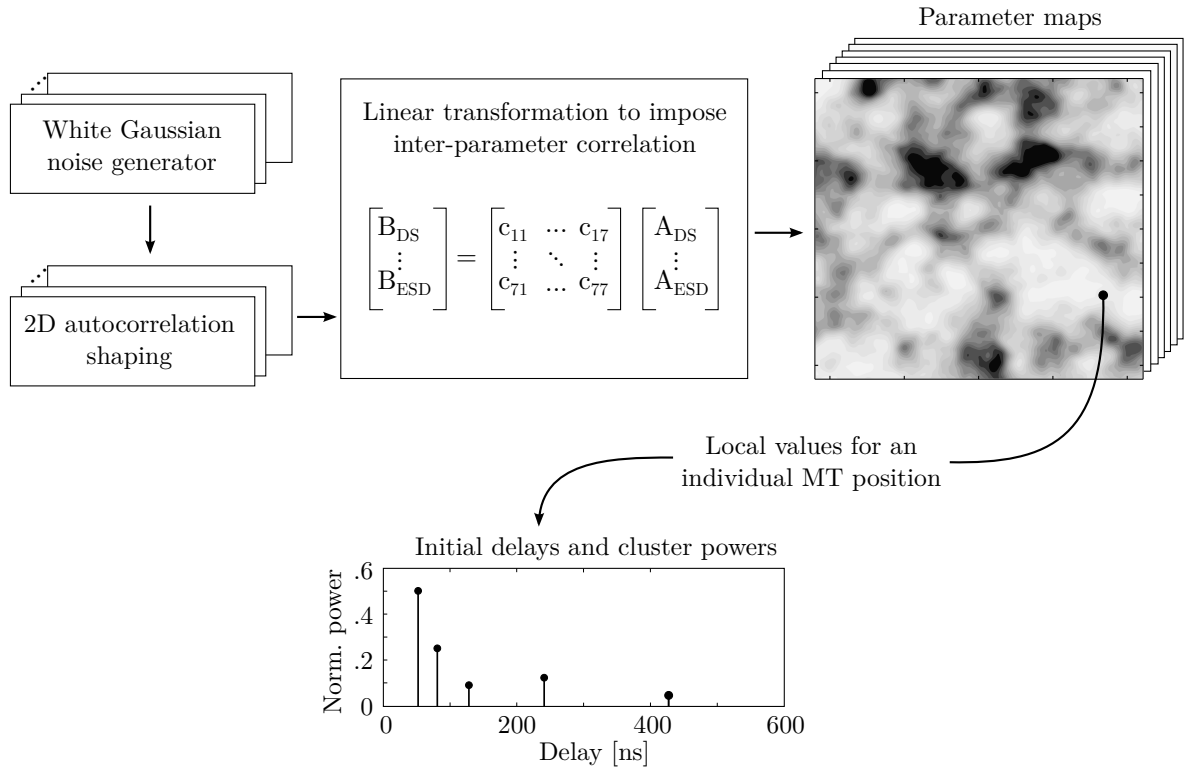 Parameter maps
White Gaussian
noise generator
2D autocorrelation
shaping
Linear transformation to impose
inter-parameter correlation
B_DS ⋮ B_ESD = c_11 ... c_17 ⋮ ⋱ ⋮ c_71 ... c_77 A_DS ⋮ A_ESD
Local values for an
individual MT position
Initial delays and cluster powers
Norm. power
.6
.4
.2
0
0 200 400 600
Delay [ns]